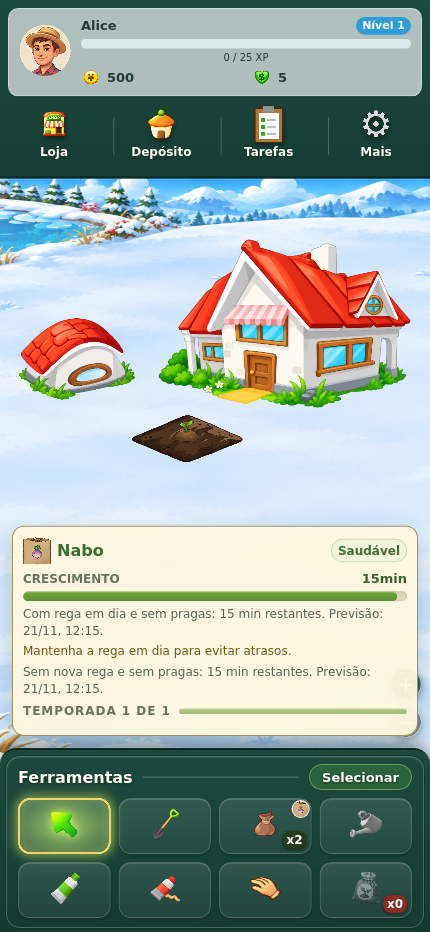 Alice
Nível 1
0 / 25 XP
500
5
Loja
Depósito
Tarefas
Mais
Nabo
Saudável
CRESCIMENTO
15min
Com rega em dia e sem pragas: 15 min restantes. Previsão:
21/11, 12:15.
Mantenha a rega em dia para evitar atrasos.
Sem nova rega e sem pragas: 15 min restantes. Previsão:
21/11, 12:15.
TEMPORADA 1 DE 1
Ferramentas
Selecionar
x2
x0